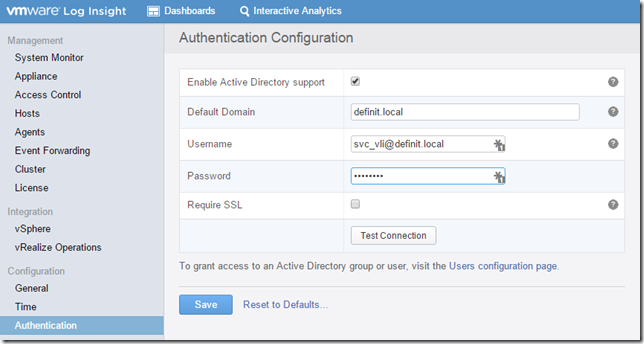 vmware Log Insight Dashboards Interactive Analytics
Management
System Monitor
Appliance
Access Control
Hosts
Agents
Event Forwarding
Cluster
License
Integration
vSphere
vRealize Operations
Configuration
General
Time
Authentication
Authentication Configuration
Enable Active Directory support ?
Default Domain definit.local ?
Username svc_vli@definit.local 1 ?
Password •••••••• 1
Require SSL ?
Test Connection
To grant access to an Active Directory group or user, visit the Users configuration page.
Save Reset to Defaults...